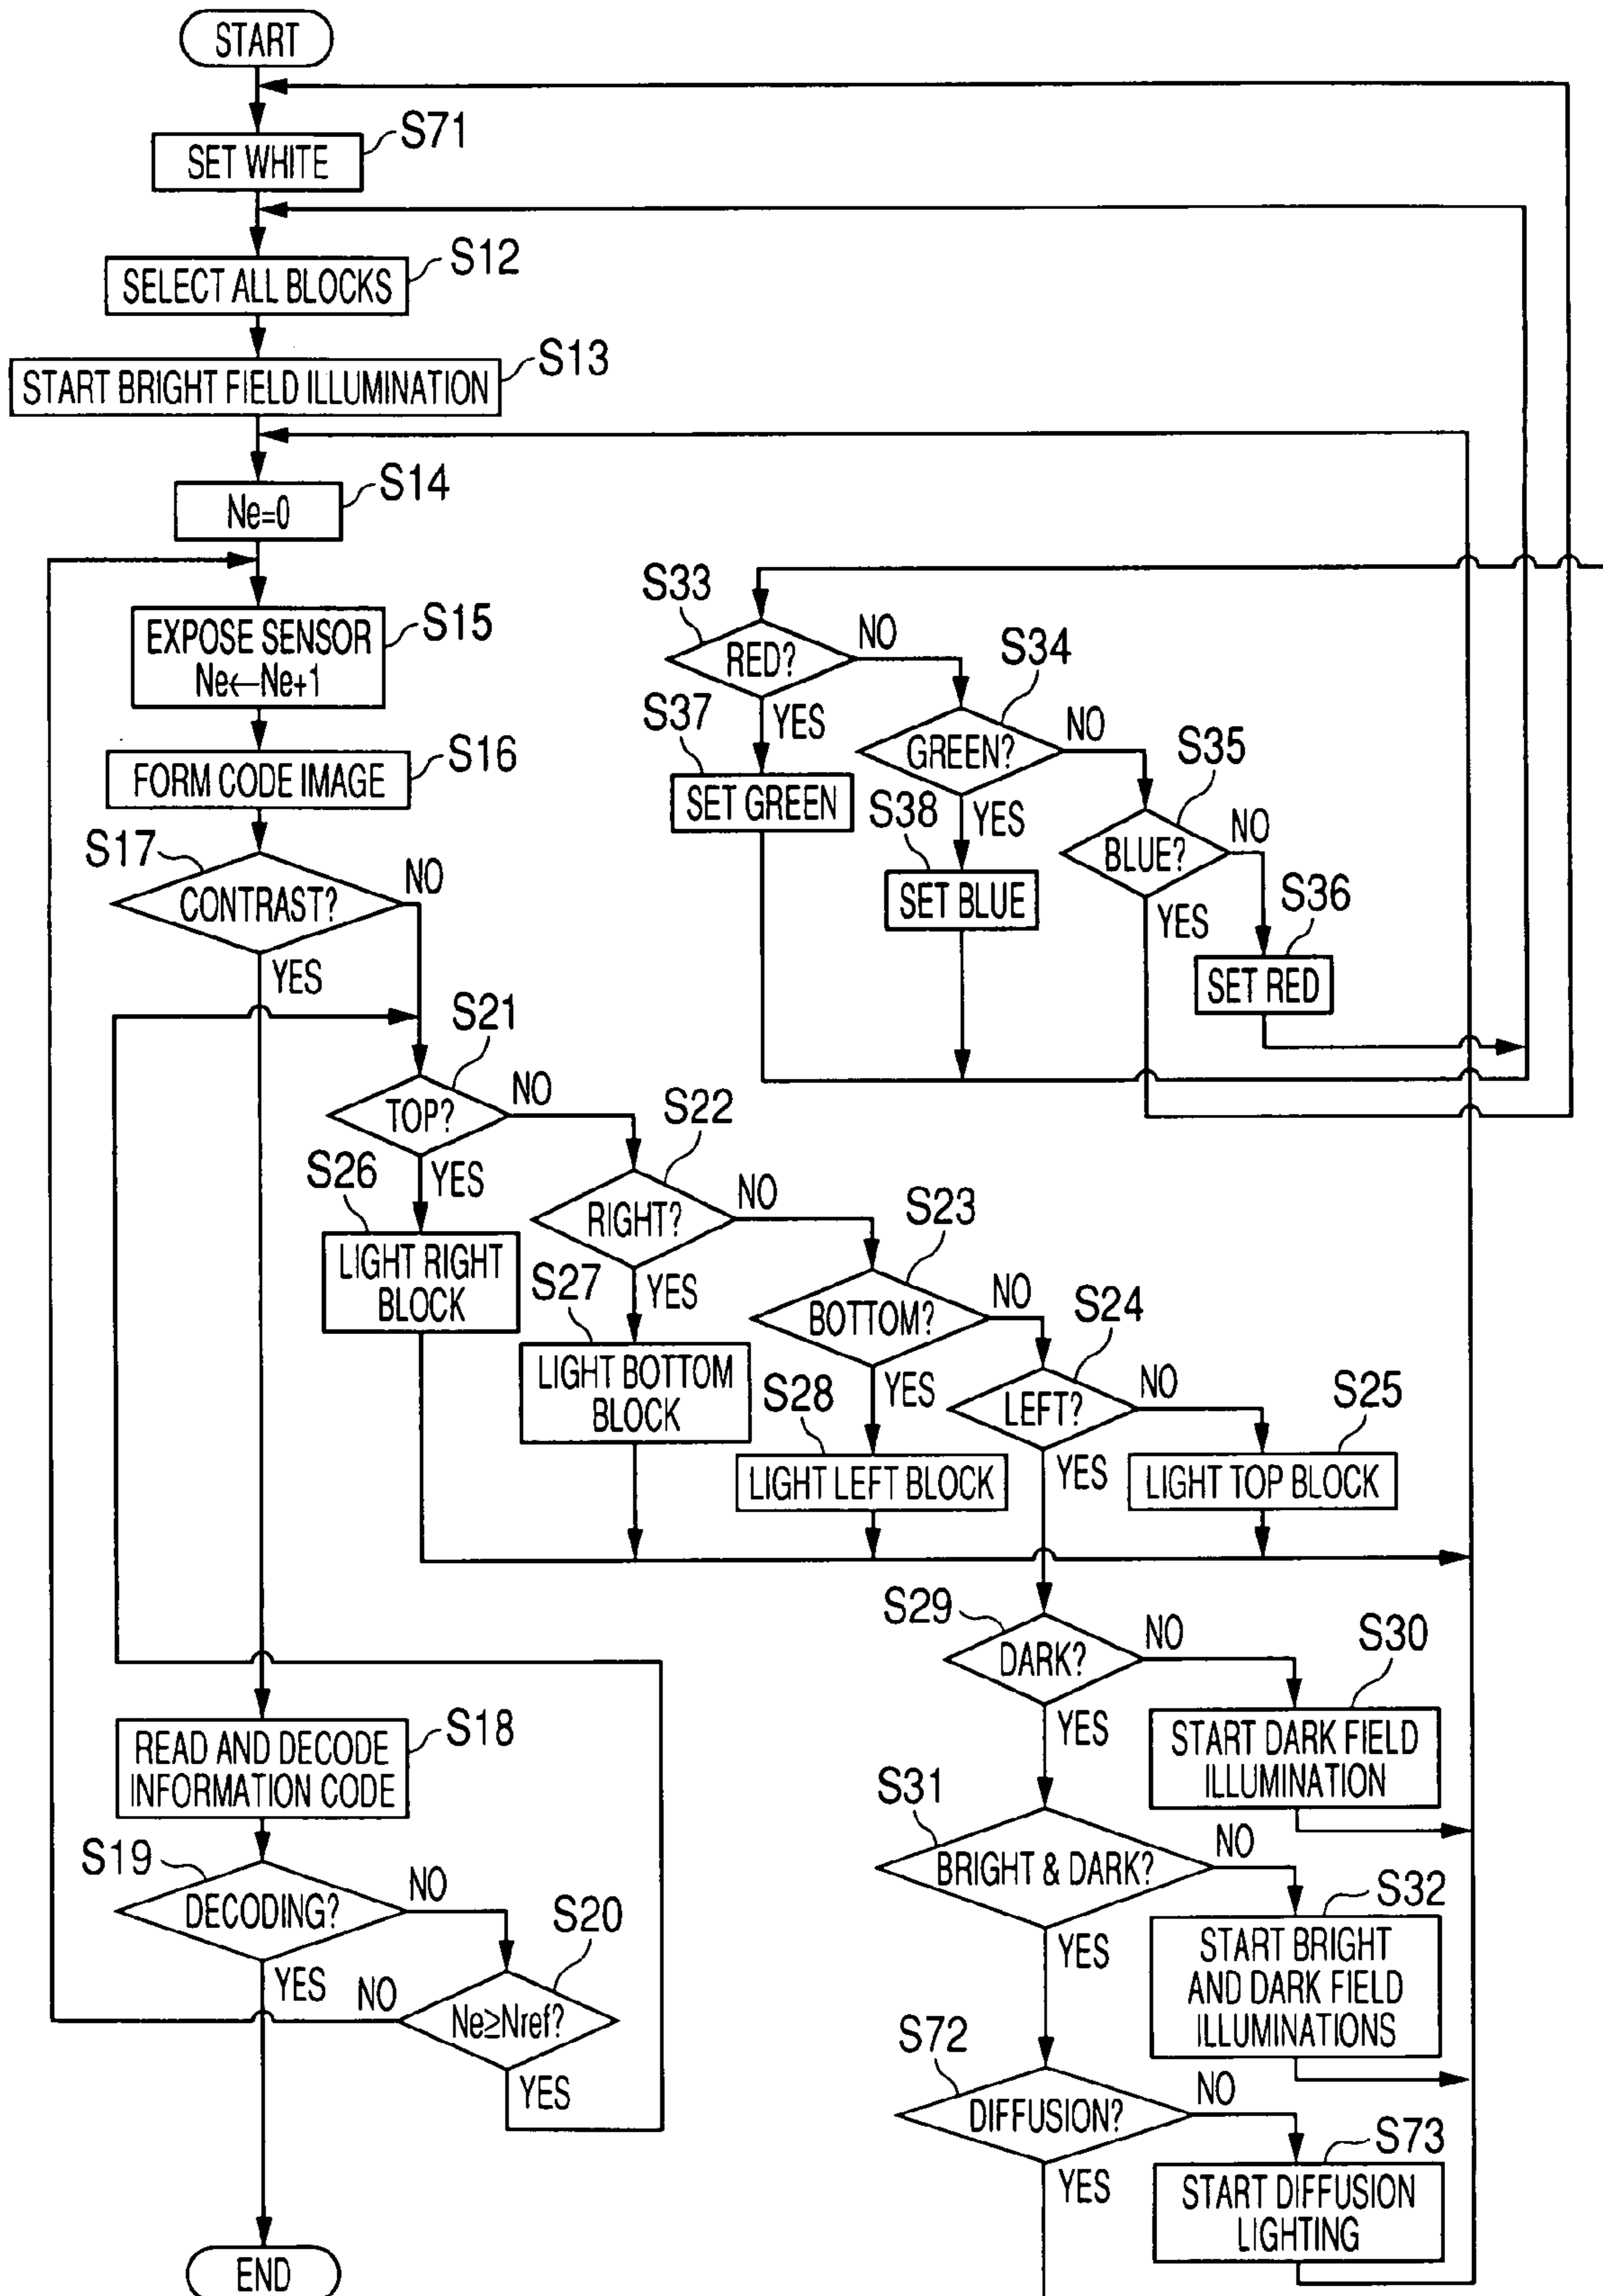 START
S71
SET WHITE
S12
SELECT ALL BLOCKS
S13
START BRIGHT FIELD ILLUMINATION
S14
Ne=0
S15
EXPOSE SENSOR
Ne←Ne+1
S16
FORM CODE IMAGE
S17
CONTRAST?
NO
YES
S33
RED?
NO
YES
S34
GREEN?
NO
YES
S37
SET GREEN
S38
SET BLUE
S35
BLUE?
NO
YES
S36
SET RED
S21
TOP?
NO
YES
S22
RIGHT?
NO
YES
S26
LIGHT RIGHT
BLOCK
S23
BOTTOM?
NO
YES
S27
LIGHT BOTTOM
BLOCK
S24
LEFT?
NO
YES
S28
LIGHT LEFT BLOCK
S25
LIGHT TOP BLOCK
S29
DARK?
NO
YES
S30
START DARK FIELD
ILLUMINATION
S18
READ AND DECODE
INFORMATION CODE
S31
BRIGHT & DARK?
NO
YES
S32
START BRIGHT
AND DARK FIELD
ILLUMINATIONS
S19
DECODING?
NO
YES
S20
Ne≥Nref?
NO
YES
S72
DIFFUSION?
NO
YES
S73
START DIFFUSION
LIGHTING
END